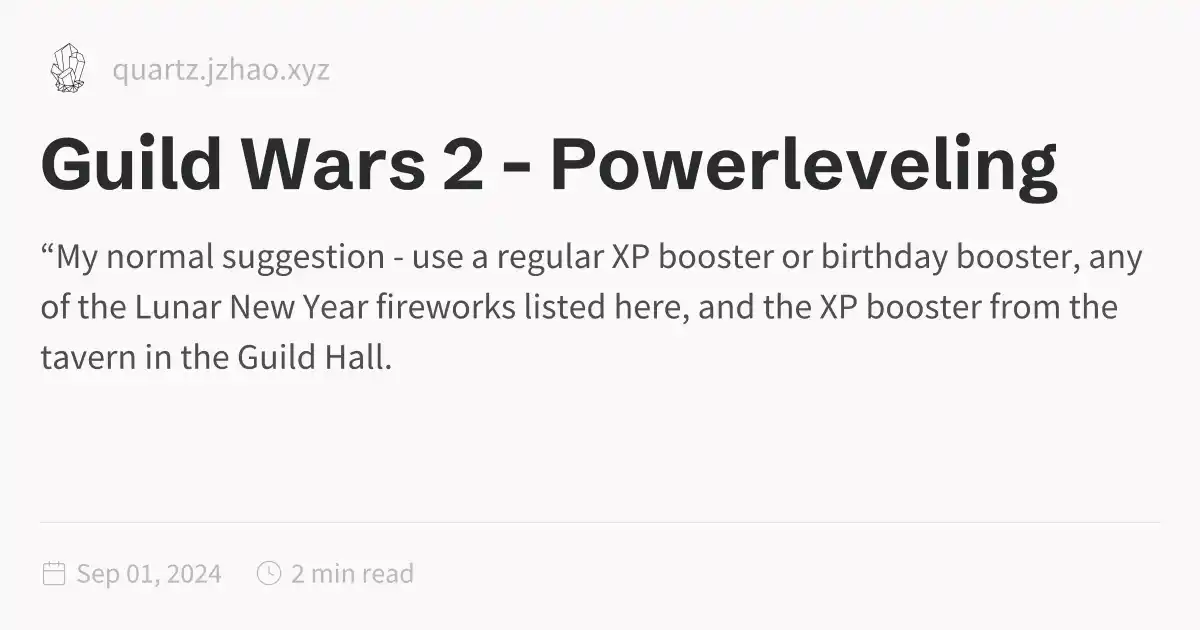 quartz.jzhao.xyz
Guild Wars 2 - Powerleveling
“My normal suggestion - use a regular XP booster or birthday booster, any
of the Lunar New Year fireworks listed here, and the XP booster from the
tavern in the Guild Hall.
Sep 01, 2024 2 min read